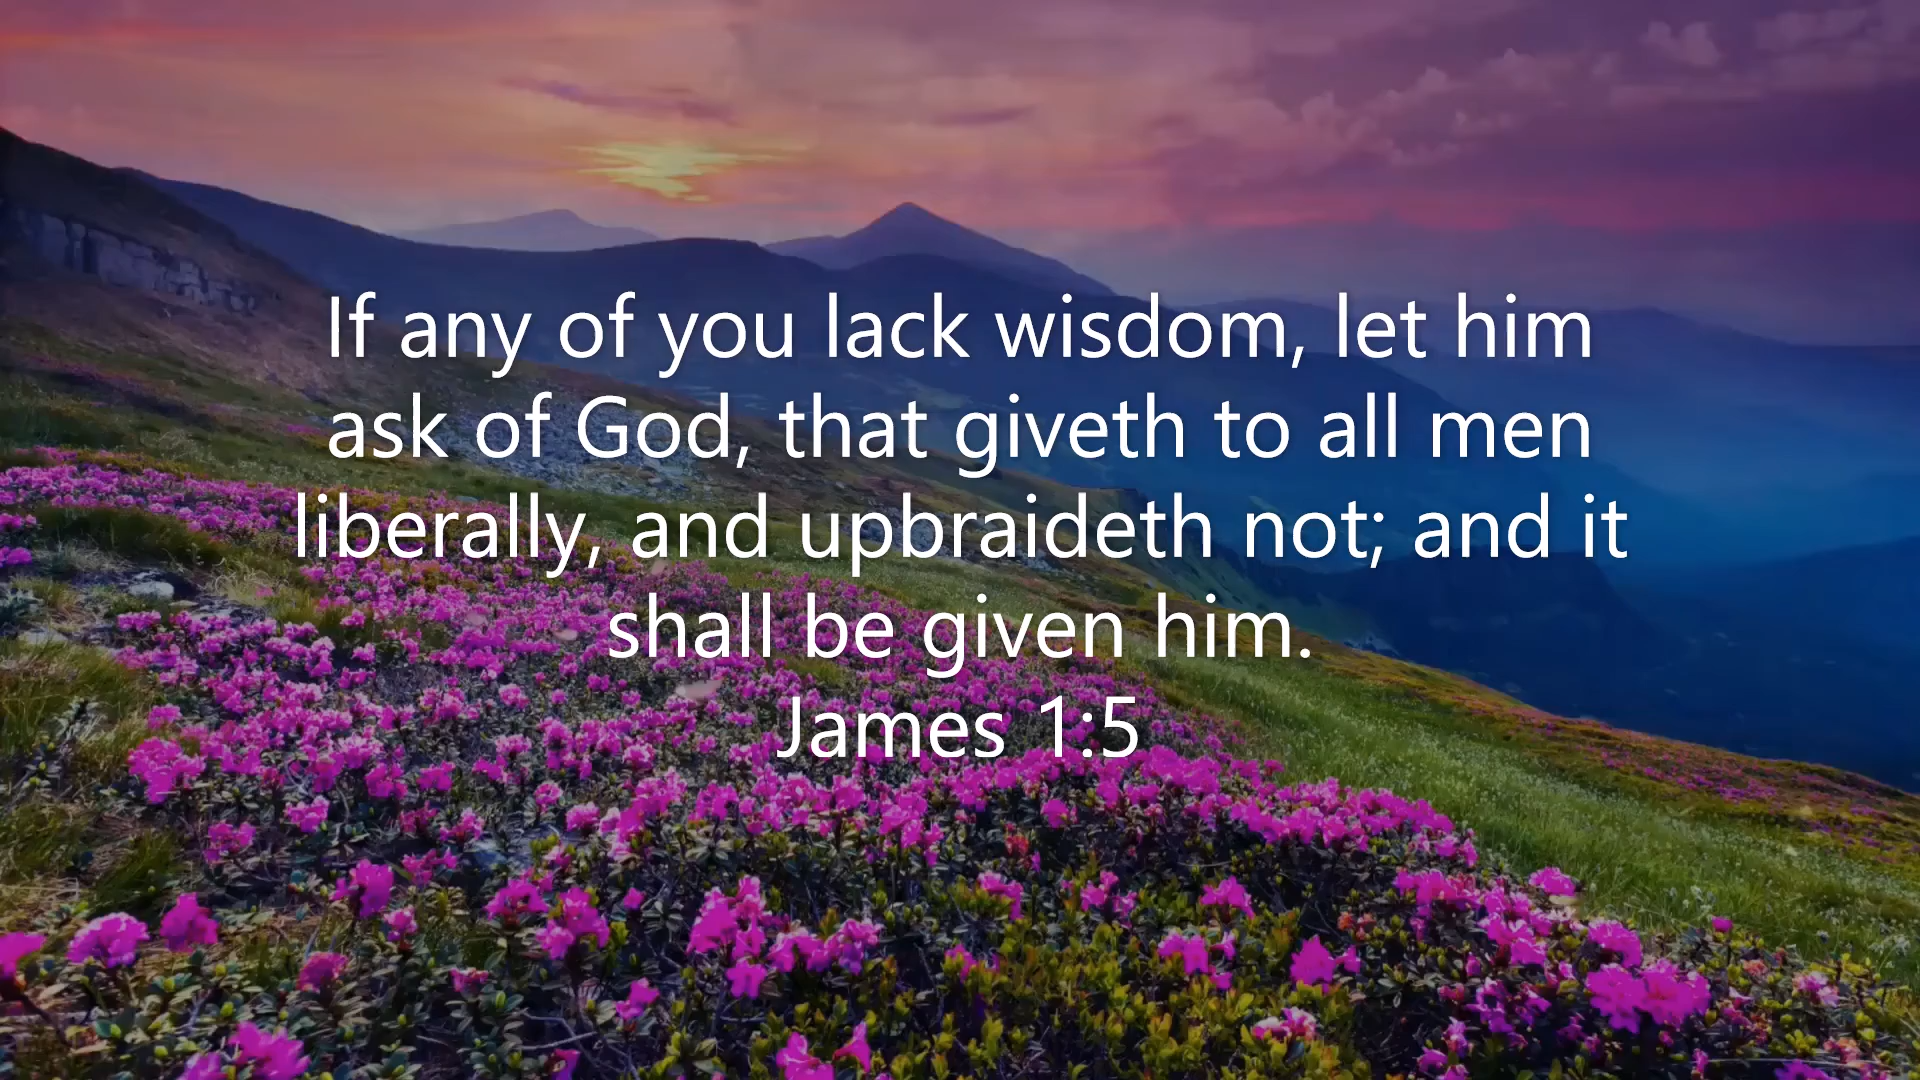 If any of you lack wisdom, let him
ask of God, that giveth to all men
liberally, and upbraideth not; and it
shall be given him.
James 1:5